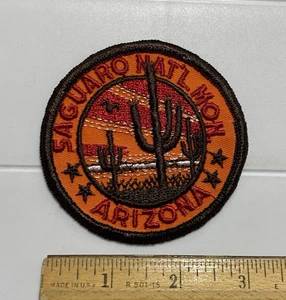 SAGUARO NAT'L MON.
ARIZONA
1 2 3
MADE IN U.S.A.